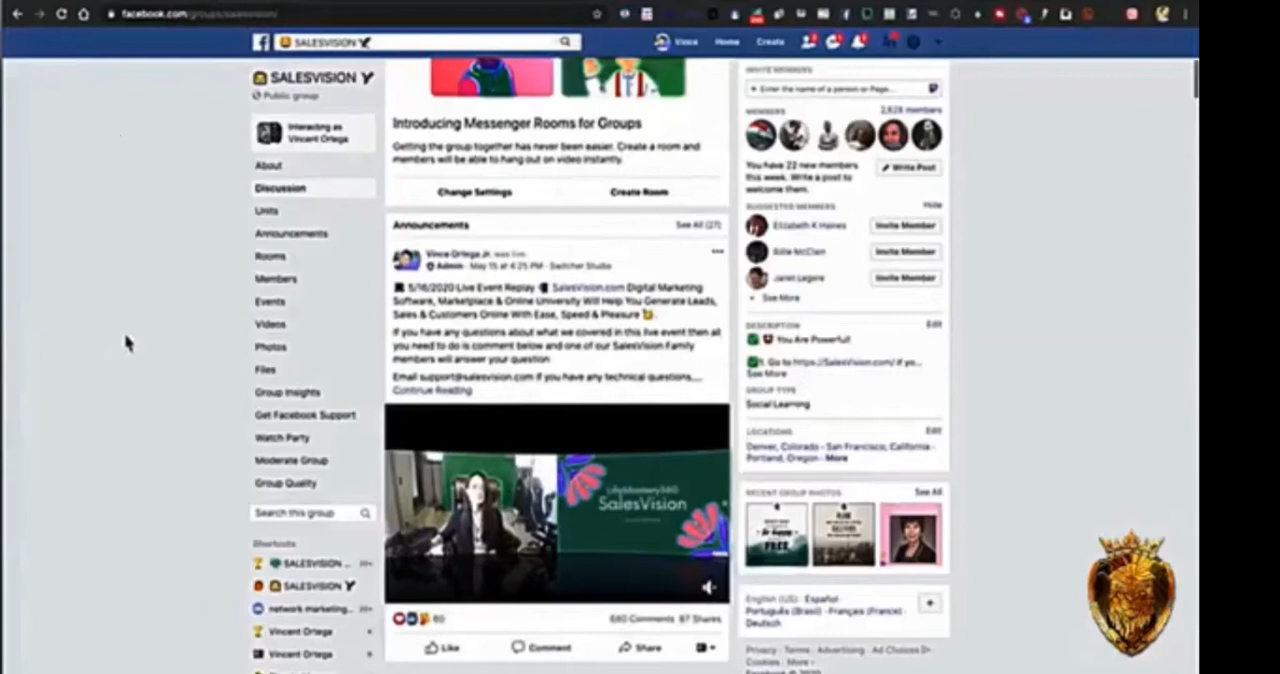 facebook.com/groups/salesvision/
SALESVISION
Vince Home Create
SALESVISION
Public group
Interacting as
Vincent Ortega
About
Discussion
Units
Announcements
Rooms
Members
Events
Videos
Photos
Files
Group Insights
Get Facebook Support
Watch Party
Moderate Group
Group Quality
Search this group
Shortcuts
SALESVISION ... 20+
SALESVISION
network marketing... 20+
Vincent Ortega
Vincent Ortega
Introducing Messenger Rooms for Groups
Getting the group together has never been easier. Create a room and
members will be able to hang out on video instantly.
Change Settings Create Room
Announcements See All (27)
Vince Ortega Jr. was live.
Admin · May 15 at 4:25 PM · Switcher Studio
5/16/2020 Live Event Replay SalesVision.com Digital Marketing
Software, Marketplace & Online University Will Help You Generate Leads,
Sales & Customers Online With Ease, Speed & Pleasure
If you have any questions about what we covered in this live event then all
you need to do is comment below and one of our SalesVision Family
members will answer your question
Email support@salesvision.com if you have any technical questions....
Continue Reading
SalesVision
60 680 Comments 87 Shares
Like Comment Share
INVITE MEMBERS
+ Enter the name of a person or Page...
MEMBERS 2,828 members
You have 22 new members
this week. Write a post to
welcome them.
Write Post
SUGGESTED MEMBERS Hide
Elizabeth K Haines Invite Member
Billie McClain Invite Member
Janet Legere Invite Member
See More
DESCRIPTION Edit
You Are Powerful!
1. Go to https://SalesVision.com/ if yo...
See More
GROUP TYPE
Social Learning
LOCATIONS Edit
Denver, Colorado · San Francisco, California ·
Portland, Oregon · More
RECENT GROUP PHOTOS See All
FREE
English (US) · Español ·
Português (Brasil) · Français (France) ·
Deutsch
Privacy · Terms · Advertising · Ad Choices
Cookies · More
Facebook © 2020